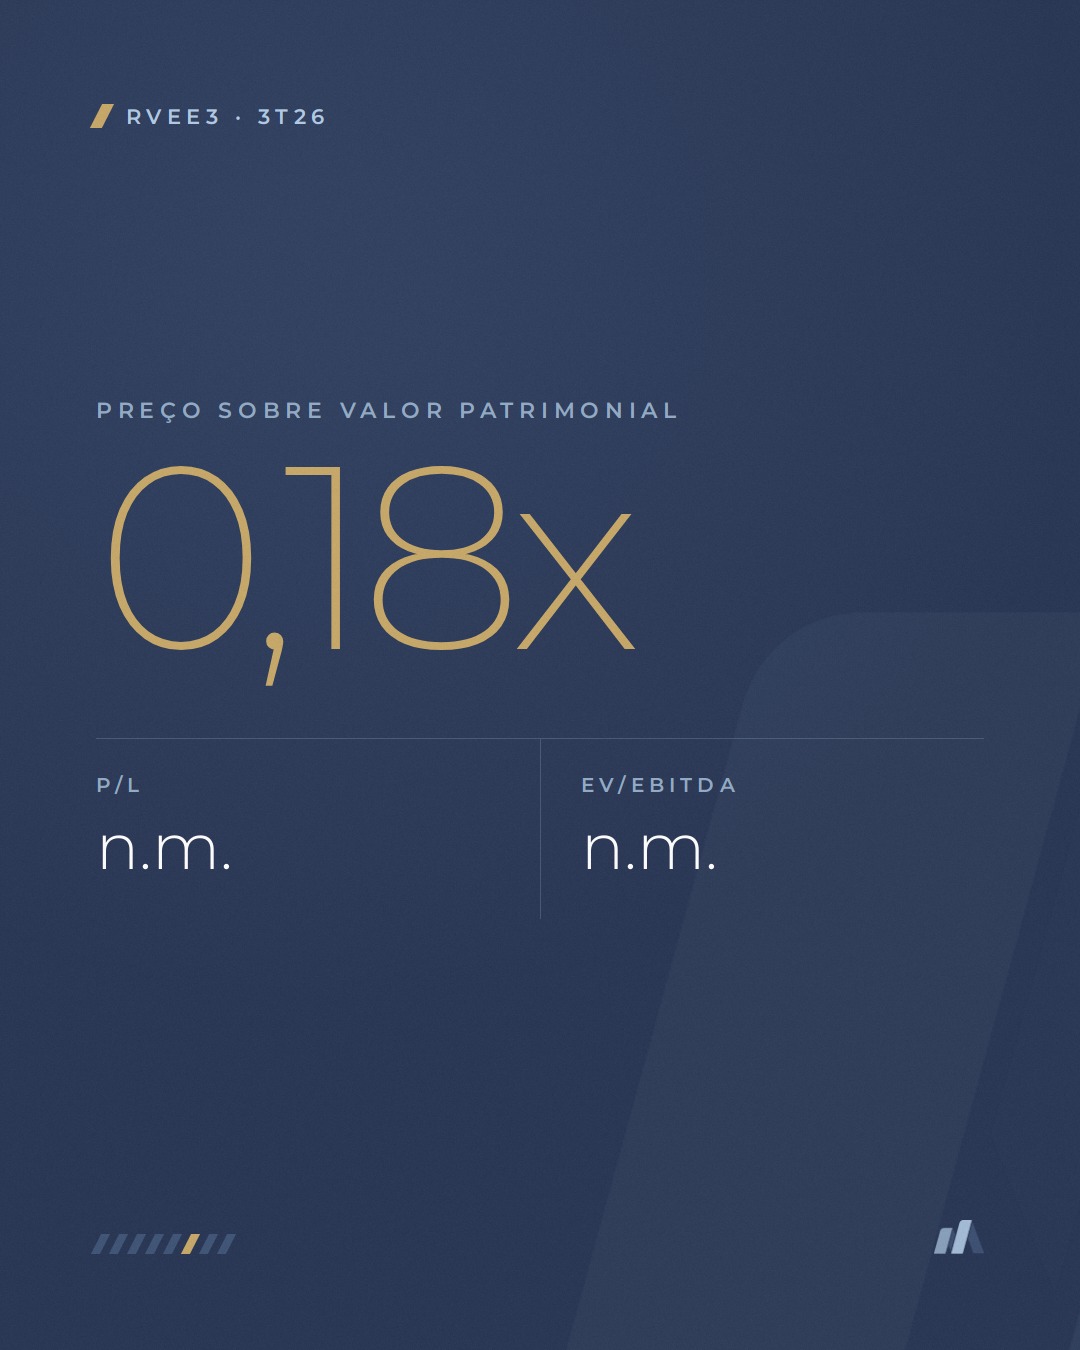 RVEE3 · 3T26
PREÇO SOBRE VALOR PATRIMONIAL
0,18x
P/L
EV/EBITDA
n.m.
n.m.